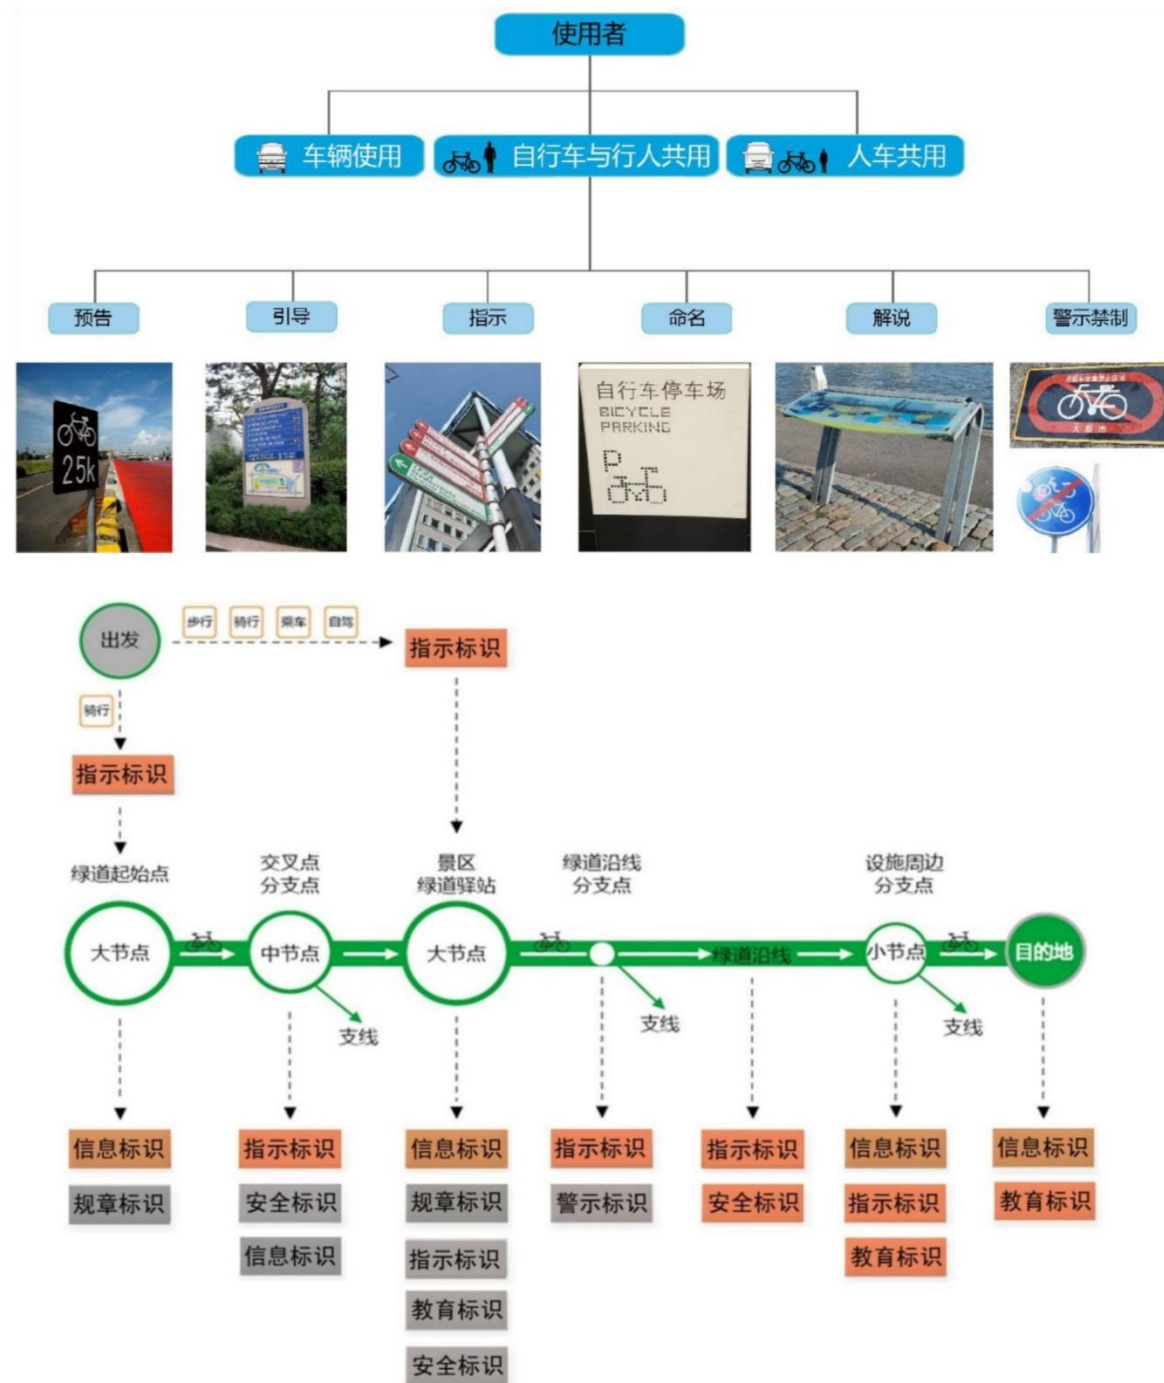 使用者
车辆使用
自行车与行人共用
人车共用
预告
引导
指示
命名
解说
警示禁制
25k
自行车停车场
BICYCLE
PARKING
P
大稻埕
出发
步行
骑行
乘车
自驾
指示标识
骑行
指示标识
绿道起始点
交叉点
分支点
景区
绿道驿站
绿道沿线
分支点
设施周边
分支点
大节点
中节点
大节点
绿道沿线
小节点
目的地
支线
支线
支线
信息标识
指示标识
信息标识
指示标识
指示标识
信息标识
信息标识
规章标识
安全标识
规章标识
警示标识
安全标识
指示标识
教育标识
信息标识
指示标识
教育标识
教育标识
安全标识